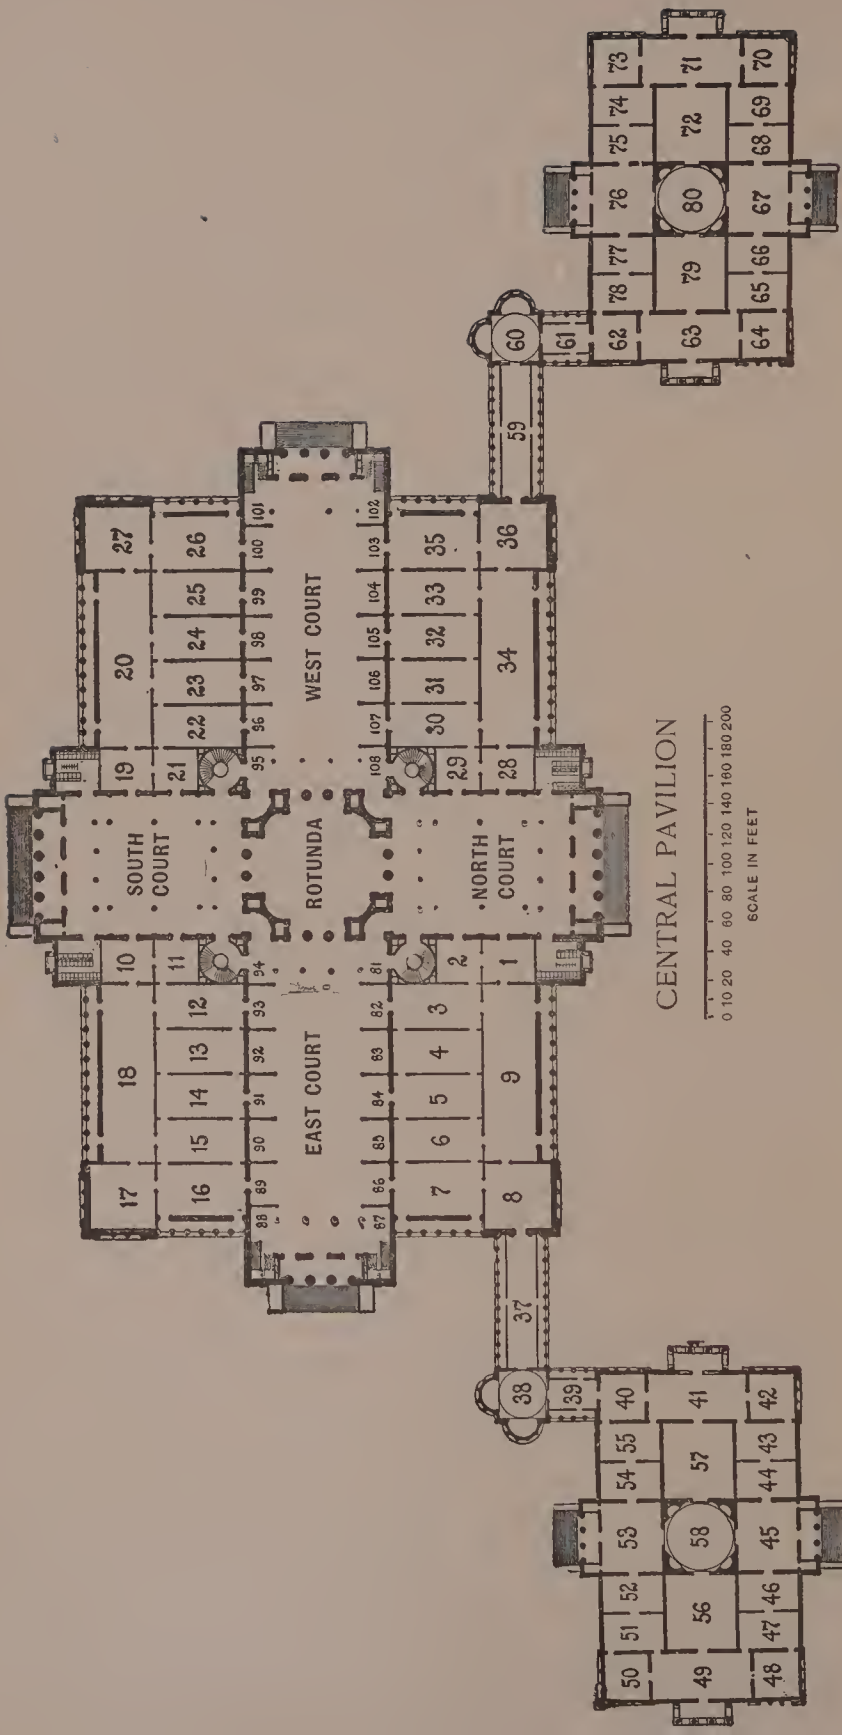 17 18 10 SOUTH 19 20 27
COURT
16 15 14 13 12 11 21 22 23 24 25 26
88 89 90 91 92 93 94 95 96 97 98 99 100 101
EAST COURT ROTUNDA WEST COURT
87 86 85 84 83 82 81 108 107 106 105 104 103 102
7 6 5 4 3 2 29 30 31 32 33 35
NORTH
COURT
8 9 1 28 34 36
38 37 59 60
39 61
50 51 52 53 54 55 40
62 78 77 76 75 74 73
49 56 58 57 41
63 79 80 72 71
48 47 46 45 44 43 42
64 65 66 67 68 69 70
CENTRAL PAVILION
0 10 20 40 60 80 100 120 140 160 180 200
SCALE IN FEET